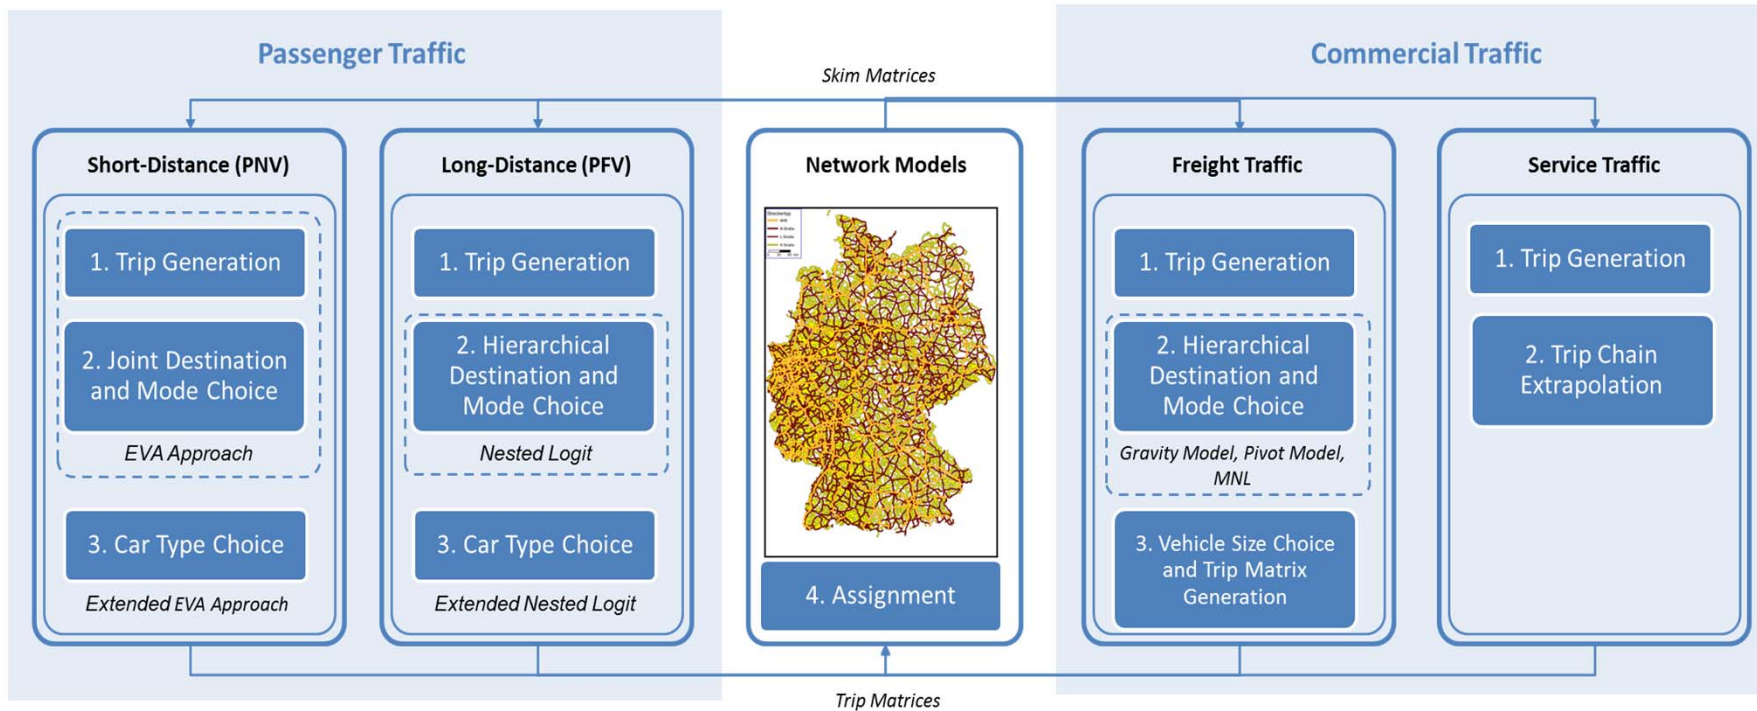 Passenger Traffic
Commercial Traffic
Skim Matrices
Short-Distance (PNV)
1. Trip Generation
2. Joint Destination
and Mode Choice
EVA Approach
3. Car Type Choice
Extended EVA Approach
Long-Distance (PFV)
1. Trip Generation
2. Hierarchical
Destination and
Mode Choice
Nested Logit
3. Car Type Choice
Extended Nested Logit
Network Models
4. Assignment
Freight Traffic
1. Trip Generation
2. Hierarchical
Destination and
Mode Choice
Gravity Model, Pivot Model,
MNL
3. Vehicle Size Choice
and Trip Matrix
Generation
Service Traffic
1. Trip Generation
2. Trip Chain
Extrapolation
Trip Matrices